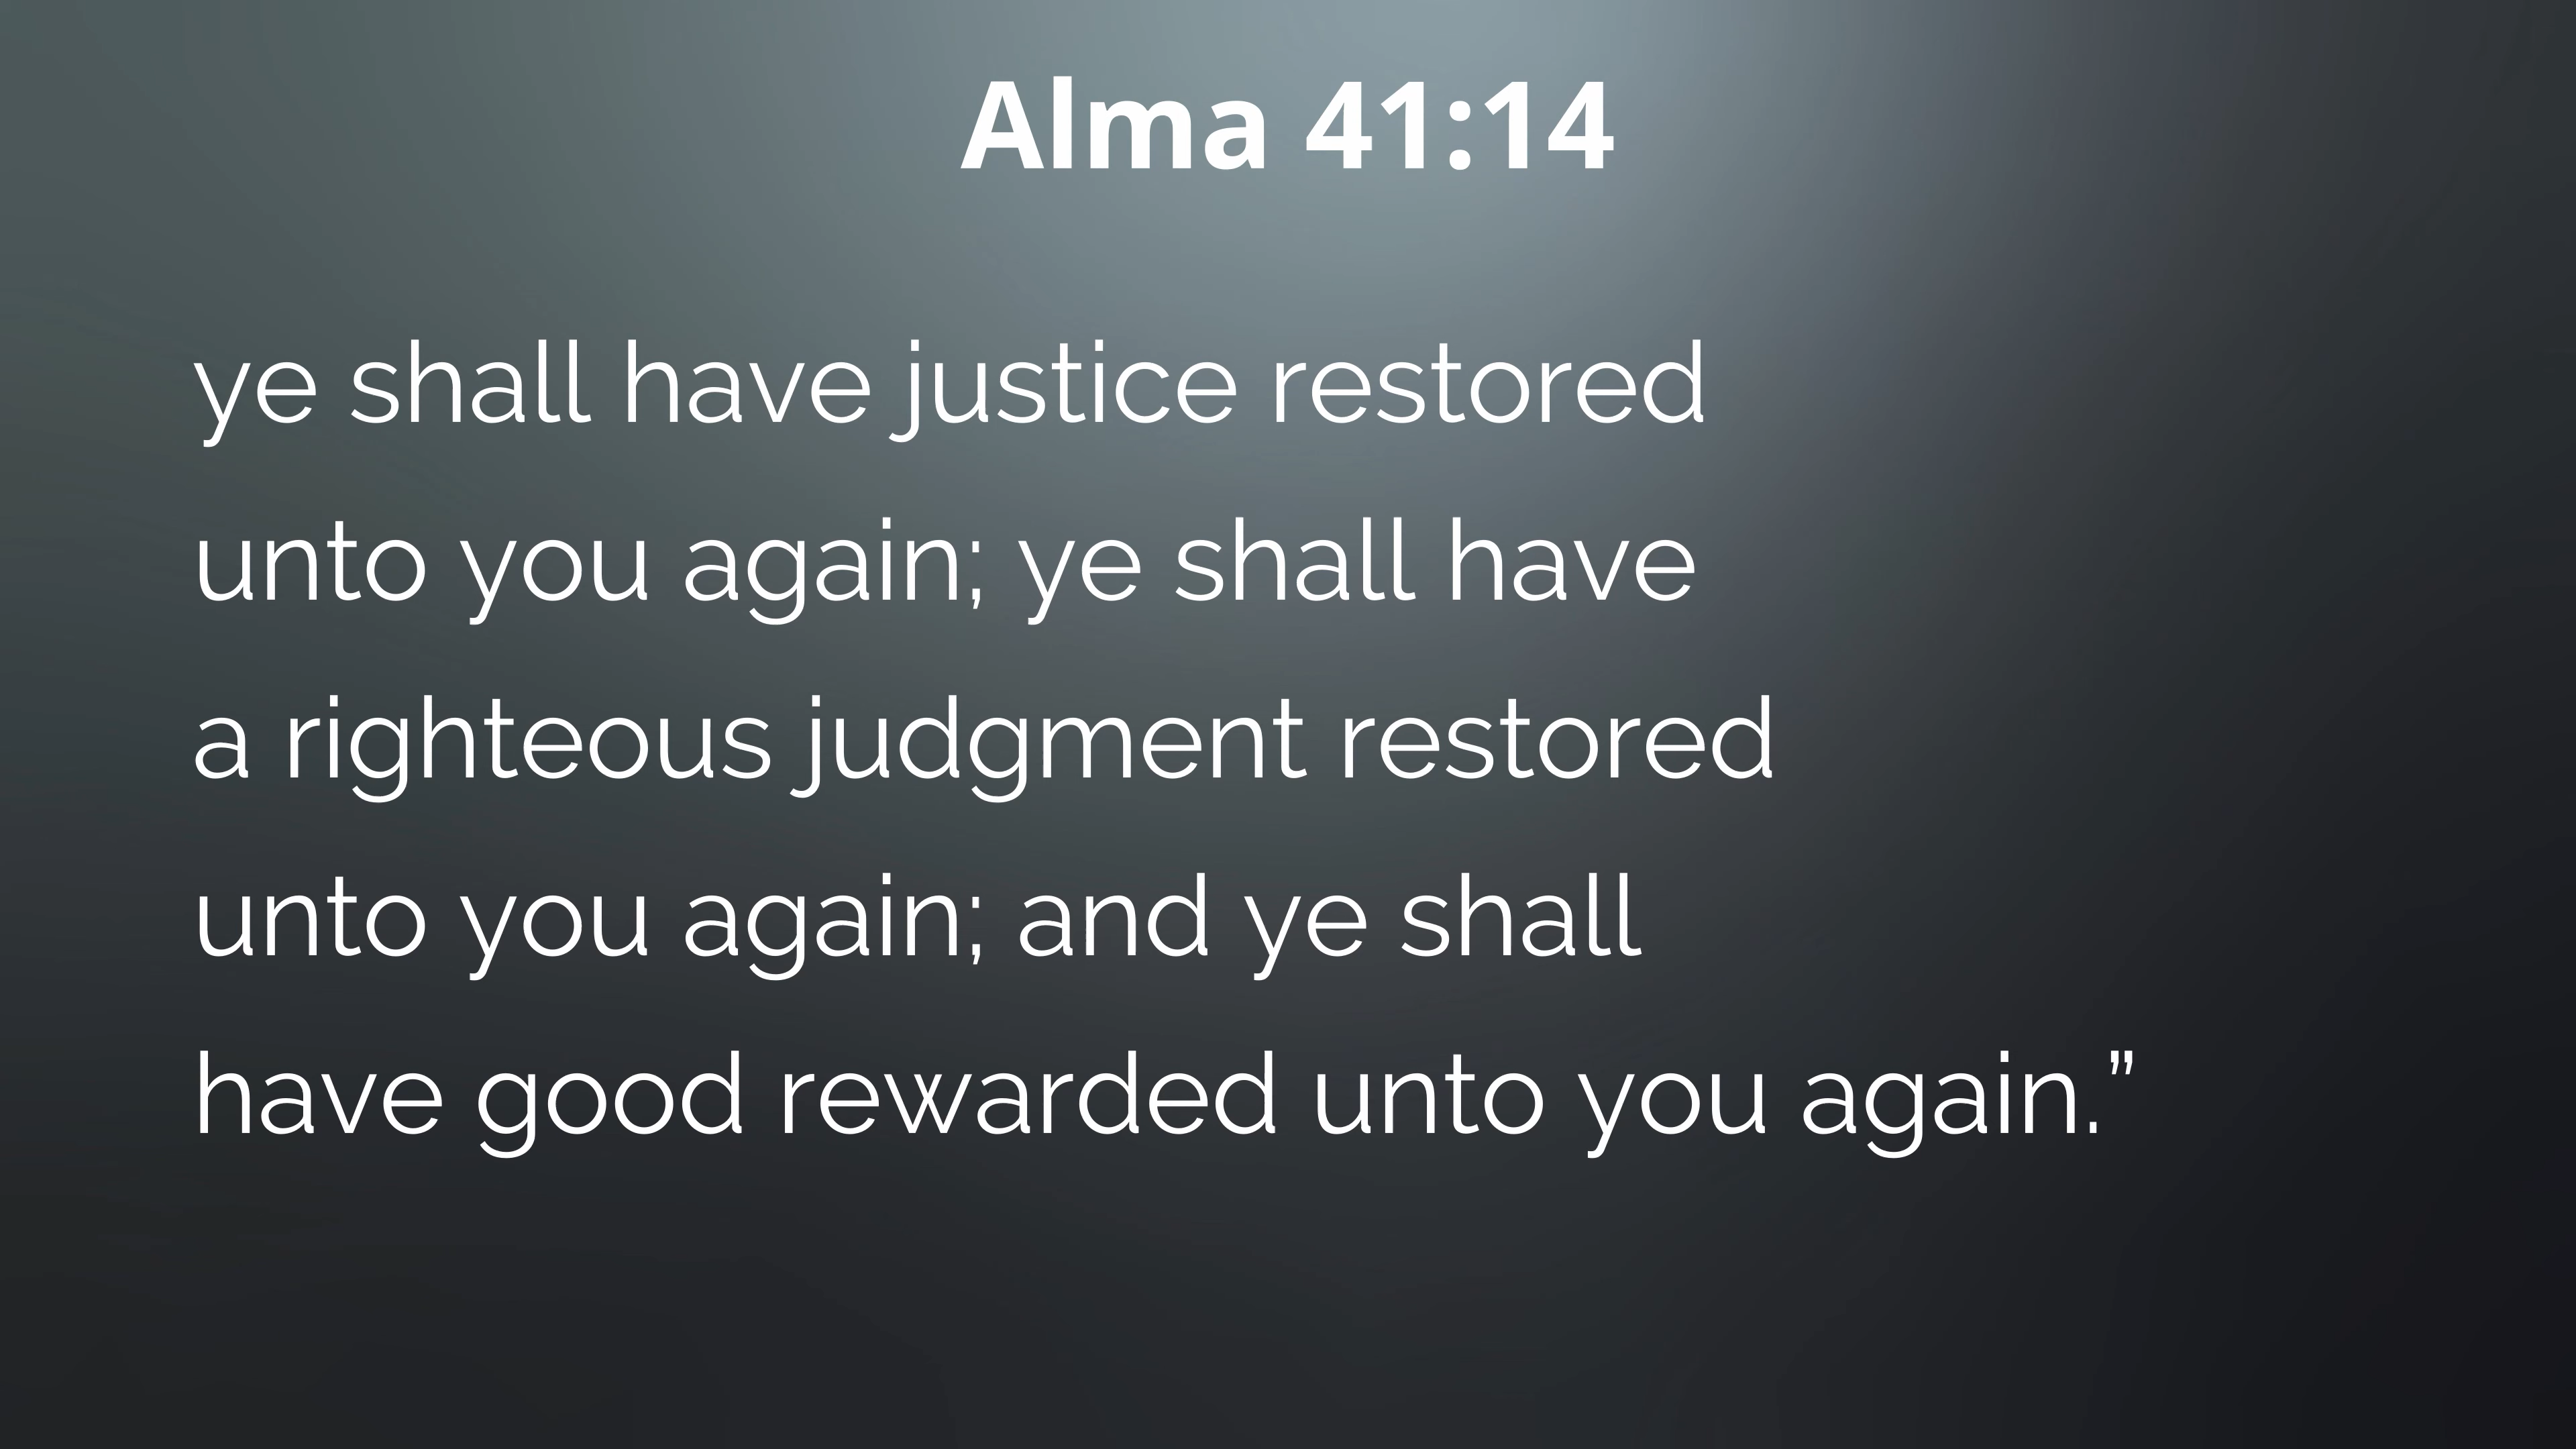 Alma 41:14
ye shall have justice restored
unto you again; ye shall have
a righteous judgment restored
unto you again; and ye shall
have good rewarded unto you again.”